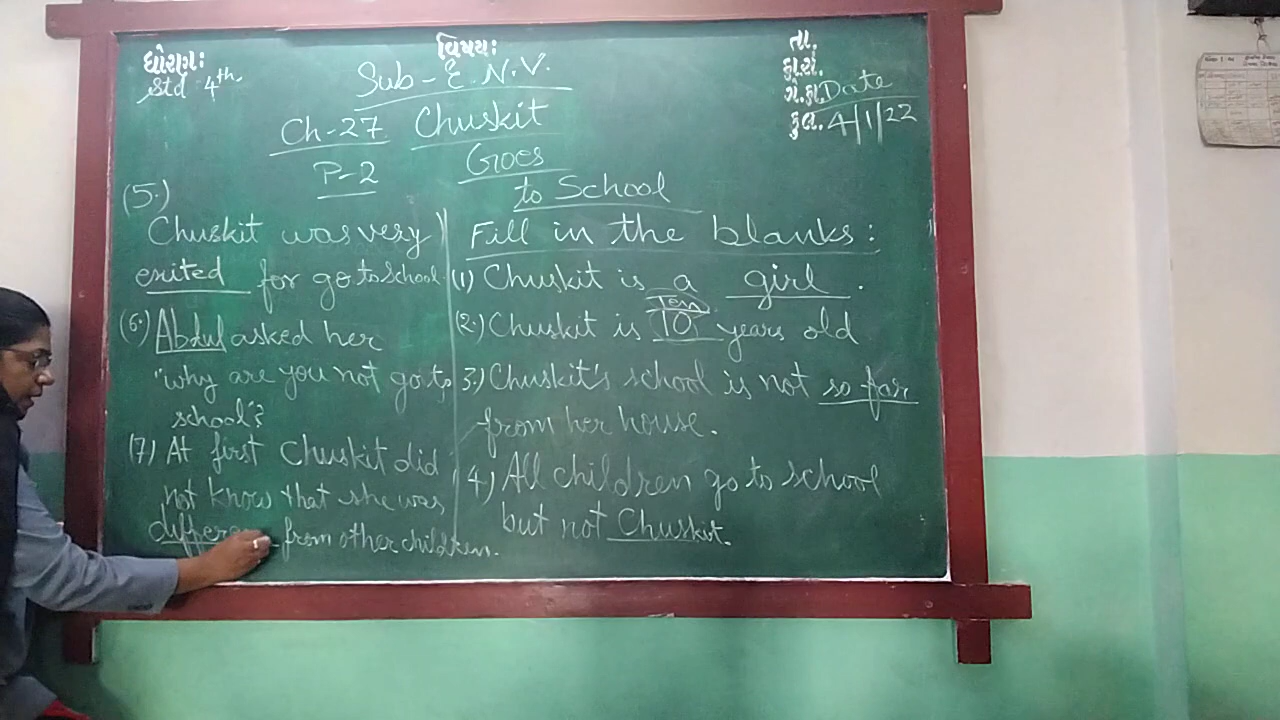 ધોરણ:
Std 4th.
વિષય:
Sub - E.N.V.
તા.
હાસં.
ગે.હા.
કુલ.
Date
4/1/22
Ch-27 Chuskit
P-2 Goes
to School
(5.)
Chuskit was very
exited for go to school.
(6.) Abdul asked her
"why are you not go to
school"?
(7) At first Chuskit did
not know that she was
differen from other children.
Fill in the blanks:
(1) Chuskit is a girl.
Ten
(2.) Chuskit is 10 years old
3.) Chuskit's school is not so far
from her house.
4) All children go to school
but not Chuskit.